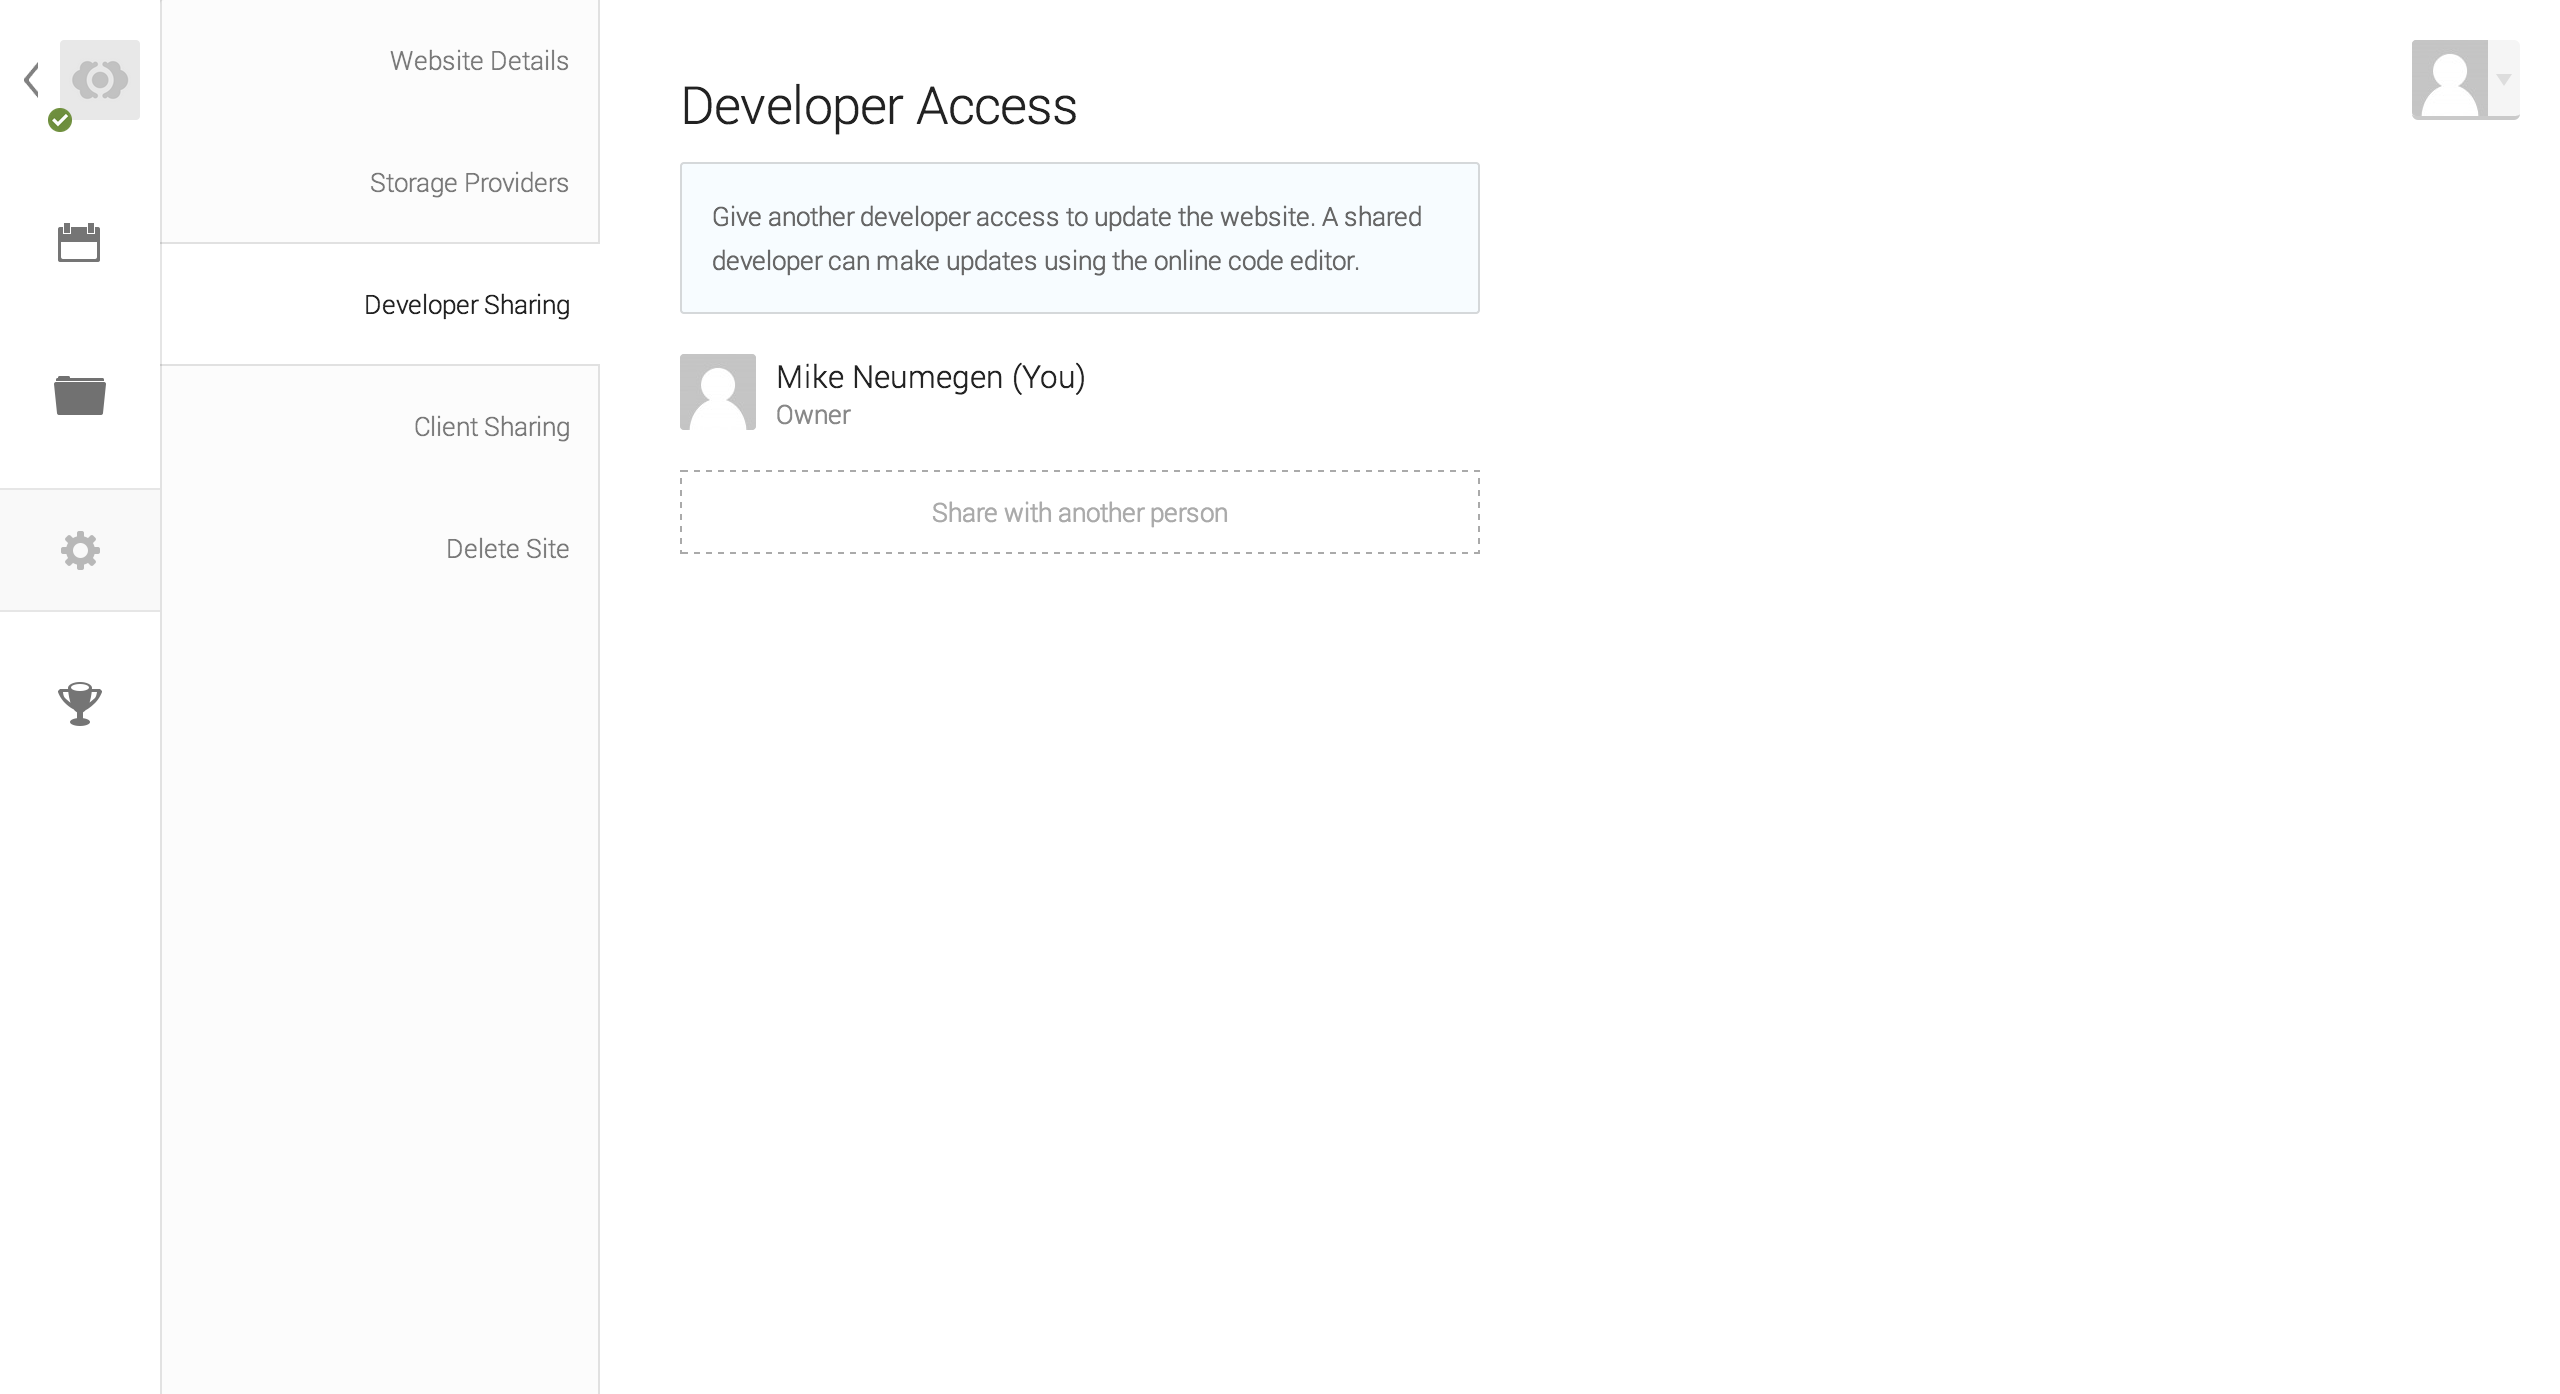 Website Details
Storage Providers
Developer Sharing
Client Sharing
Delete Site
Developer Access
Give another developer access to update the website. A shared
developer can make updates using the online code editor.
Mike Neumegen (You)
Owner
Share with another person